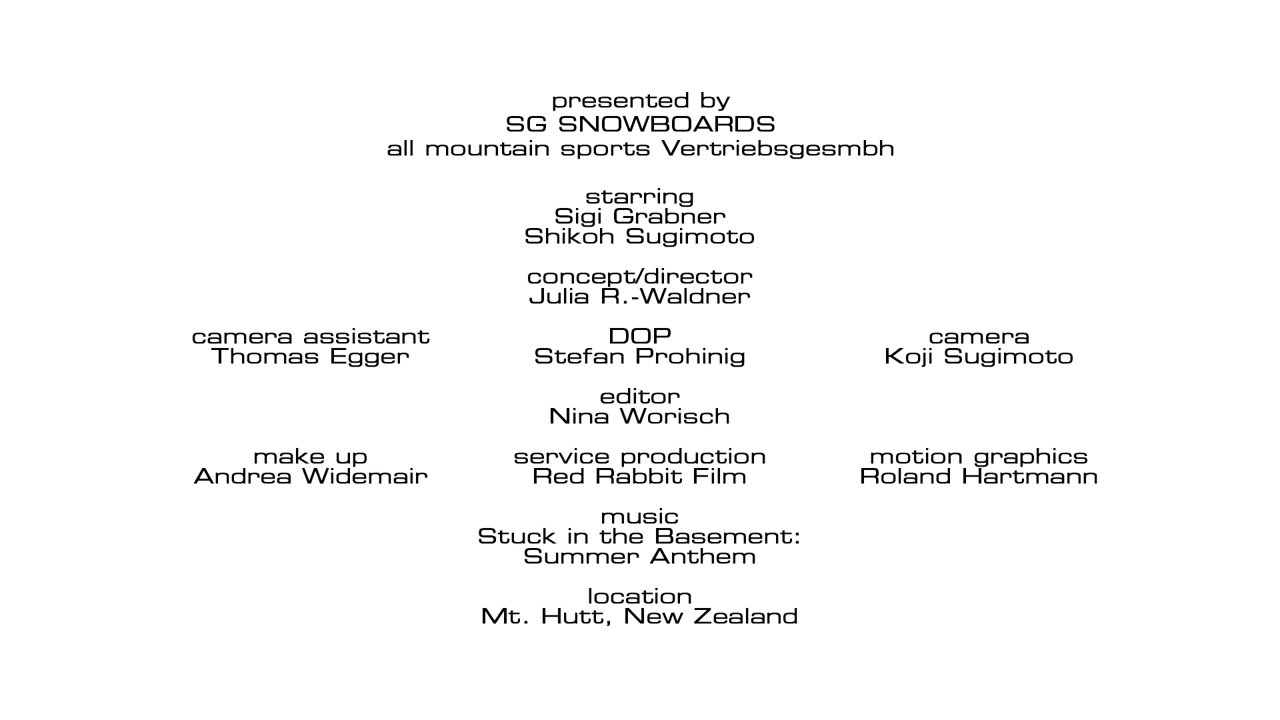 presented by
SG SNOWBOARDS
all mountain sports Vertriebsgesmbh
starring
Sigi Grabner
Shikoh Sugimoto
concept/director
Julia R.-Waldner
camera assistant
Thomas Egger
DOP
Stefan Prohinig
camera
Koji Sugimoto
editor
Nina Worisch
make up
Andrea Widemair
service production
Red Rabbit Film
motion graphics
Roland Hartmann
music
Stuck in the Basement:
Summer Anthem
location
Mt. Hutt, New Zealand